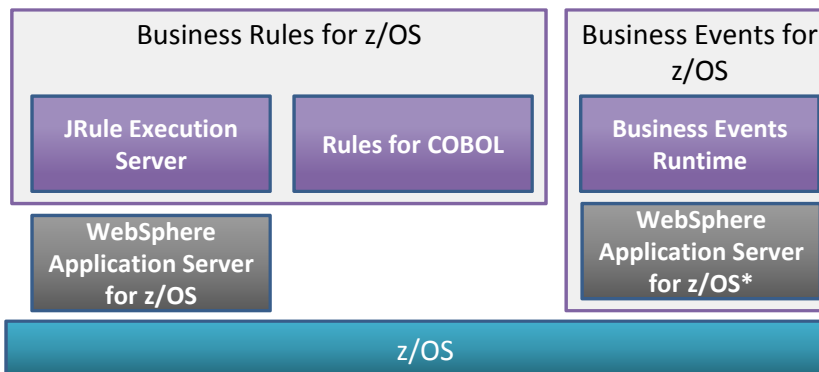 Business Rules for z/OS
JRule Execution
Server
Rules for COBOL
WebSphere
Application Server
for z/OS
Business Events for
z/OS
Business Events
Runtime
WebSphere
Application Server
for z/OS*
z/OS